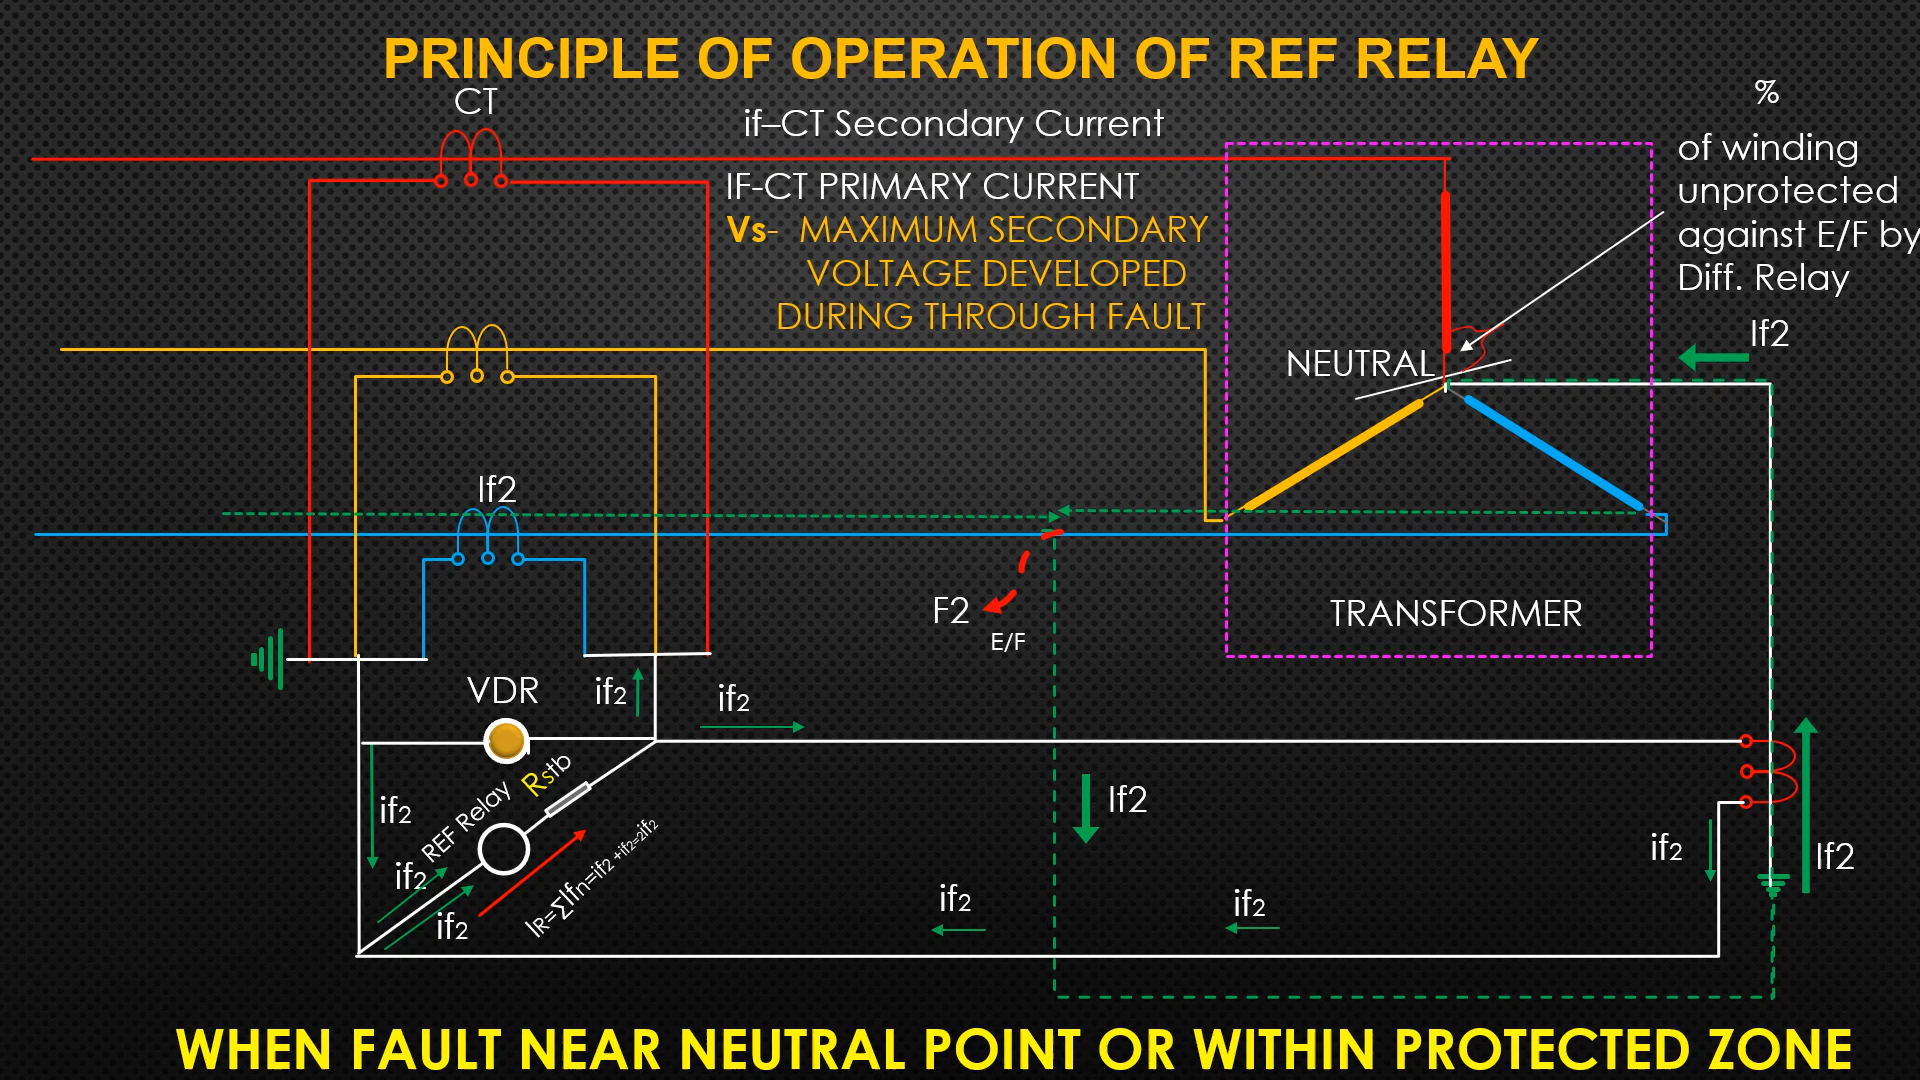 PRINCIPLE OF OPERATION OF REF RELAY
CT
if–CT Secondary Current
IF-CT PRIMARY CURRENT
Vs- MAXIMUM SECONDARY
VOLTAGE DEVELOPED
DURING THROUGH FAULT
%
of winding
unprotected
against E/F by
Diff. Relay
If2
NEUTRAL
If2
F2
E/F
TRANSFORMER
VDR
if2
if2
Rstb
REF Relay
if2
if2
if2
IR=∑Ifn=if2 +if2=2if2
If2
if2
If2
if2
if2
WHEN FAULT NEAR NEUTRAL POINT OR WITHIN PROTECTED ZONE